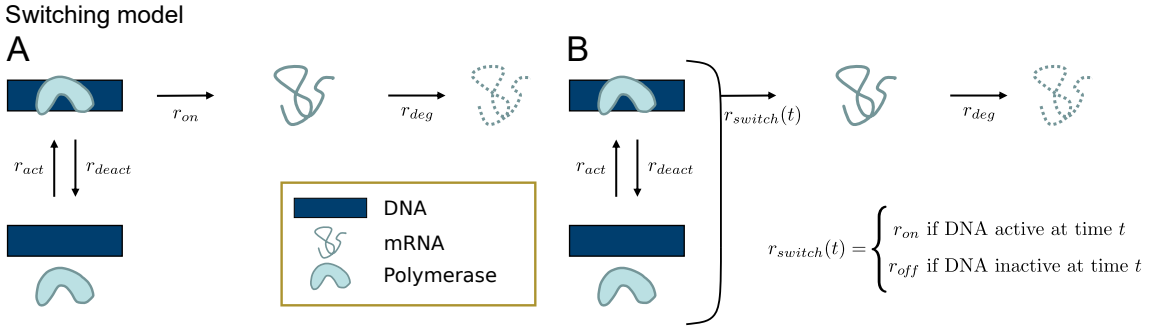 Switching model
A
r_on
r_deg
r_act
r_deact
DNA
mRNA
Polymerase
B
r_switch(t)
r_deg
r_act
r_deact
r_switch(t) = { r_on if DNA active at time t
r_off if DNA inactive at time t